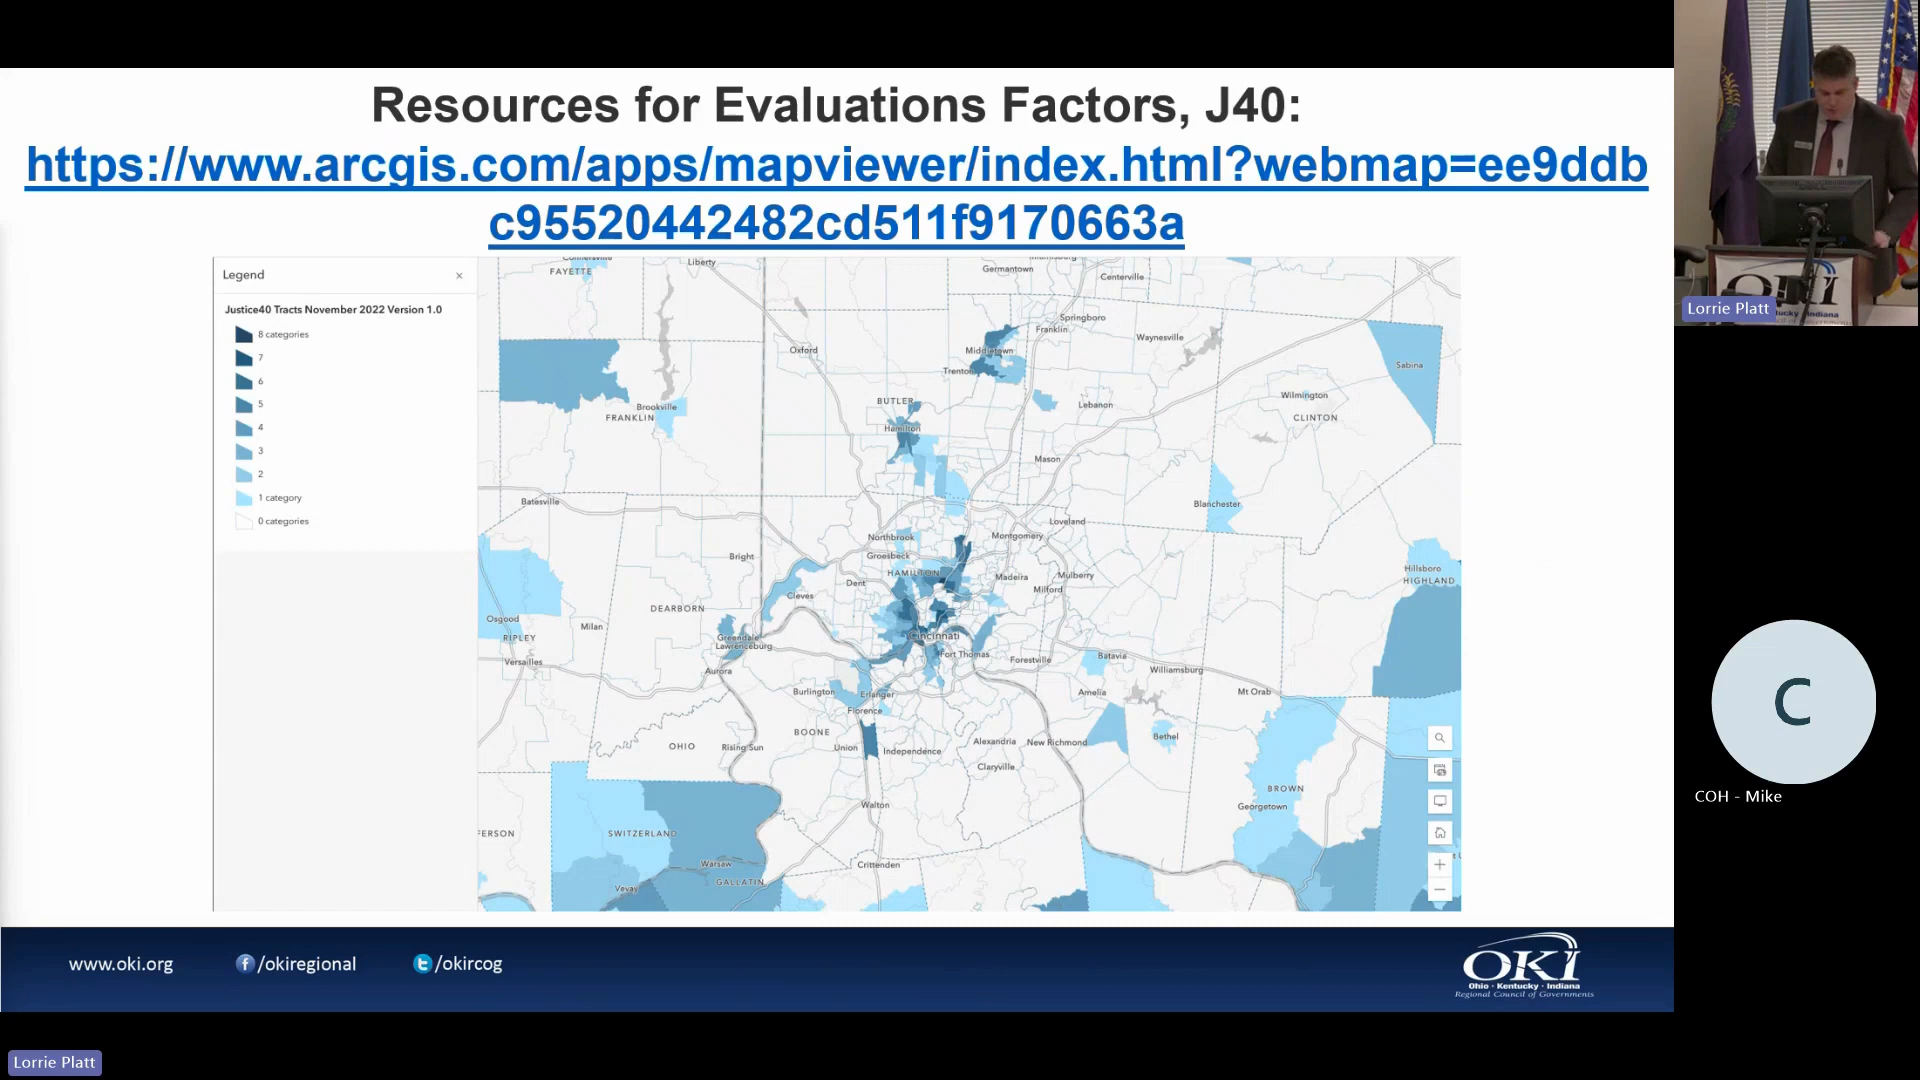 Resources for Evaluations Factors, J40:
https://www.arcgis.com/apps/mapviewer/index.html?webmap=ee9ddb
c95520442482cd511f9170663a
Legend
Justice40 Tracts November 2022 Version 1.0
8 categories
7
6
5
4
3
2
1 category
0 categories
Liberty
FAYETTE
Germantown
Centerville
Springboro
Franklin
Waynesville
Oxford
Middletown
Trenton
Sabina
BUTLER
Brookville
FRANKLIN
Lebanon
Wilmington
CLINTON
Hamilton
Mason
Batesville
Blanchester
Loveland
Northbrook
Montgomery
Bright
Groesbeck
HAMILTON
Dent
Madeira
Mulberry
Milford
Hillsboro
HIGHLAND
Cleves
DEARBORN
Osgood
Milan
RIPLEY
Greendale
Lawrenceburg
Cincinnati
Versailles
Aurora
Fort Thomas
Forestville
Batavia
Williamsburg
Burlington
Erlanger
Amelia
Mt Orab
Florence
BOONE
OHIO
Rising Sun
Union
Independence
Alexandria
New Richmond
Bethel
Claryville
Walton
BROWN
Georgetown
FERSON
SWITZERLAND
Warsaw
Crittenden
Vevay
GALLATIN
www.oki.org
/okiregional
/okircog
OKI
Ohio · Kentucky · Indiana
Regional Council of Governments
Lorrie Platt
OKI
COH - Mike
C
Lorrie Platt